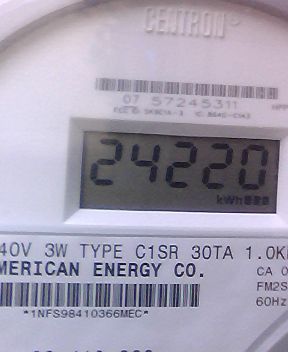 CENTRON
07 57245311
24220
kWh
40V 3W TYPE C1SR 30TA 1.0K
MERICAN ENERGY CO.
CA 0
FM2S
60Hz
*1NFS98410366MEC*